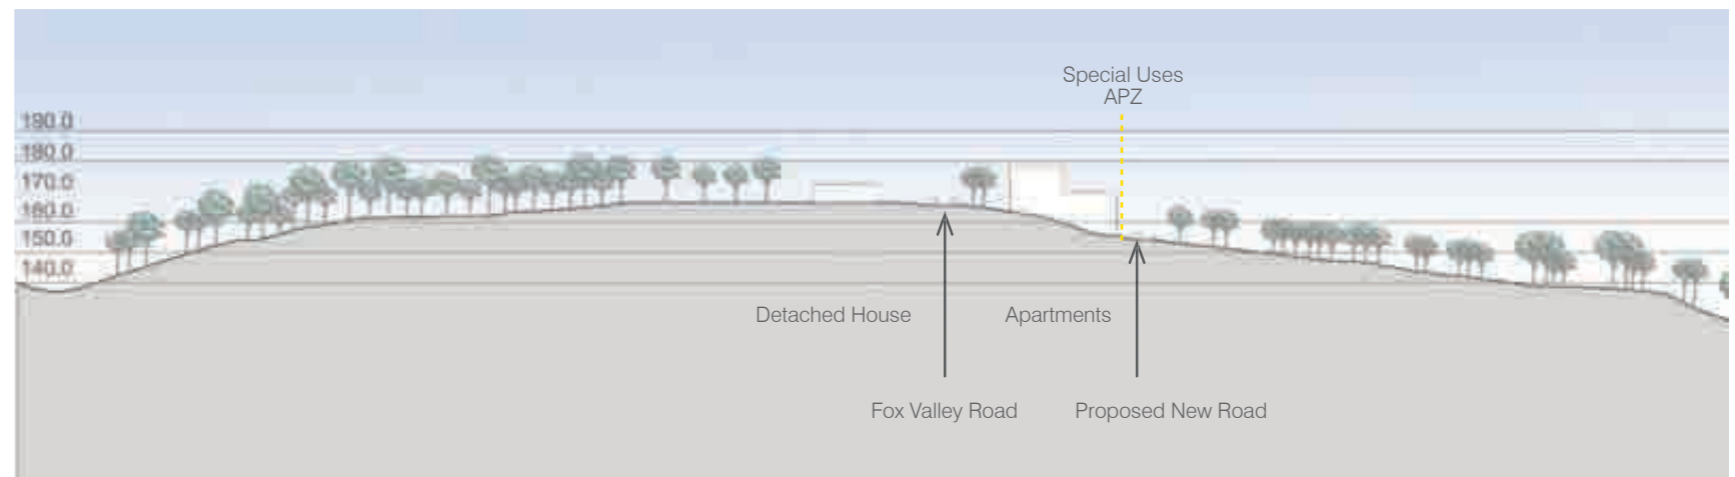 Special Uses
APZ
190.0
180.0
170.0
160.0
150.0
140.0
Detached House
Apartments
Fox Valley Road
Proposed New Road